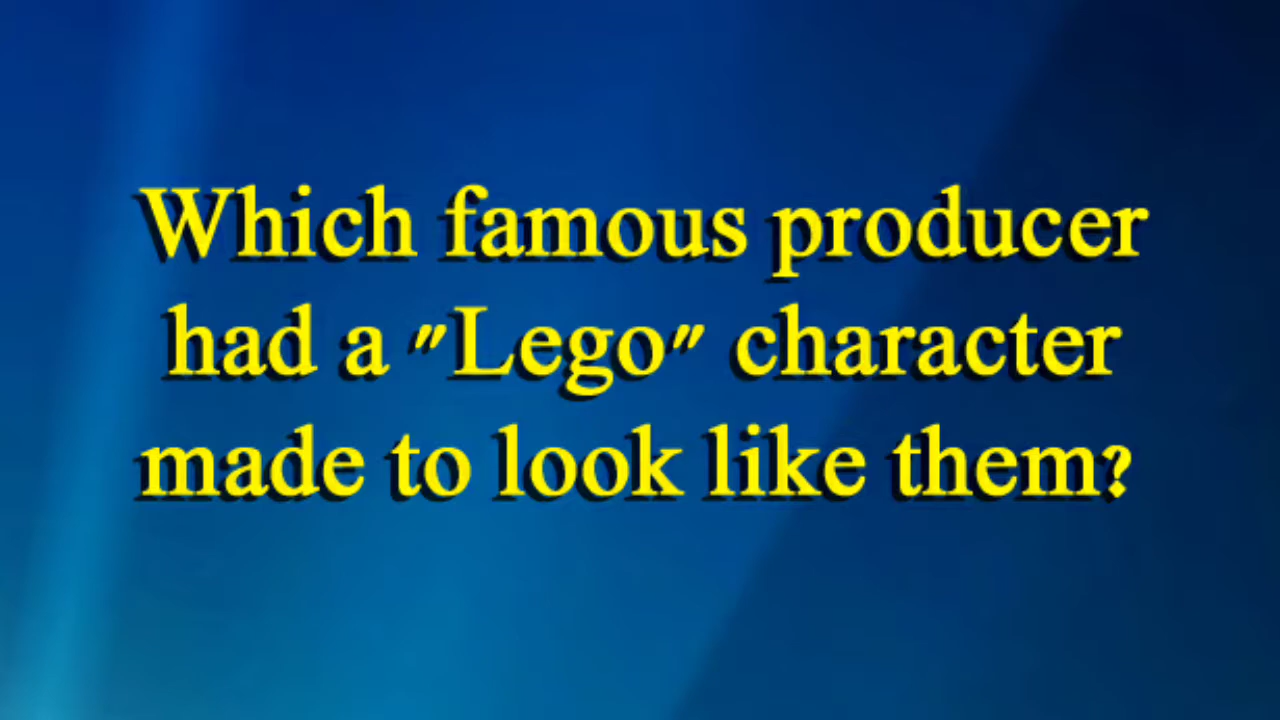 Which famous producer
had a "Lego" character
made to look like them?